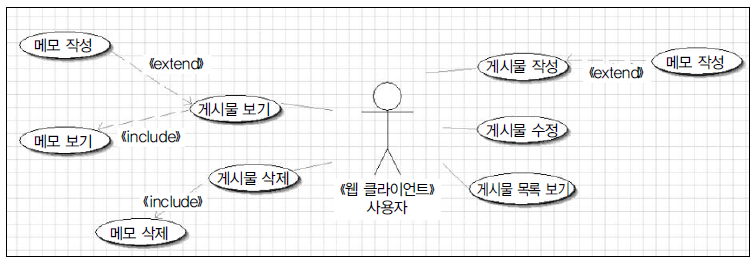 메모 작성
《extend》
게시물 보기
메모 보기
《include》
게시물 삭제
《include》
메모 삭제
《웹 클라이언트》
사용자
게시물 작성
《extend》
메모 작성
게시물 수정
게시물 목록 보기